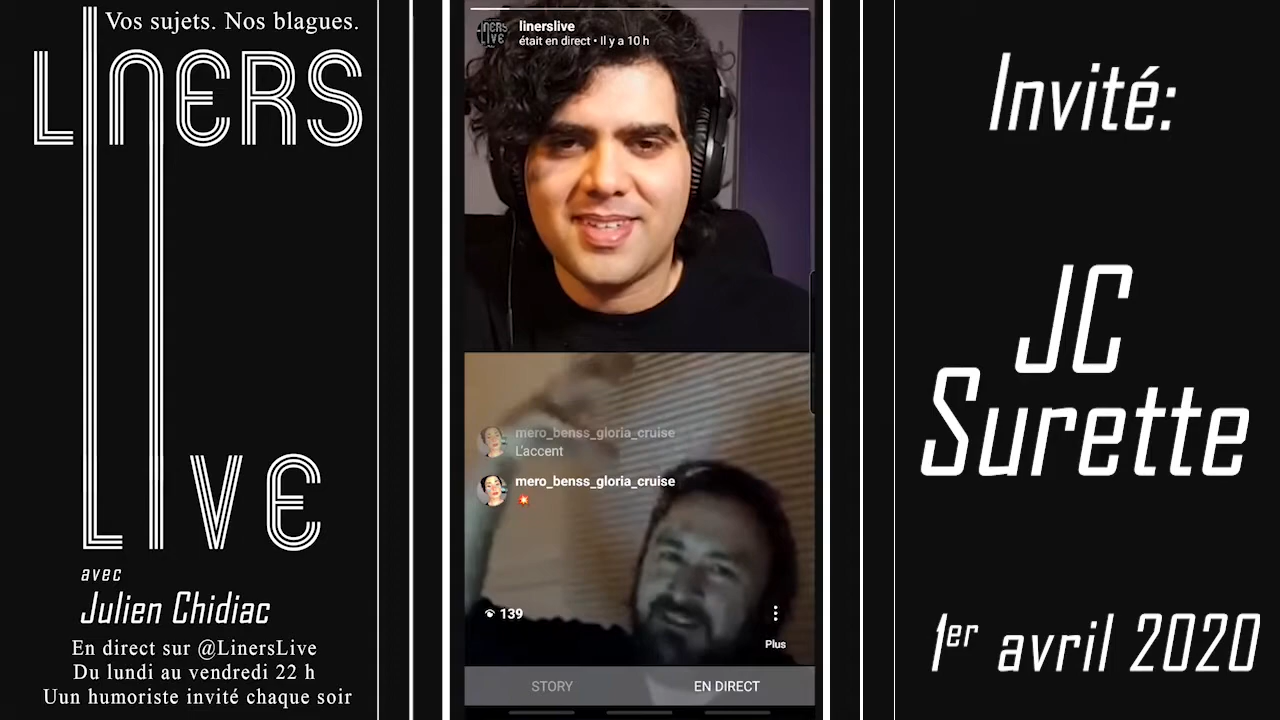 Vos sujets. Nos blagues.
LINERS
LIVE
avec
Julien Chidiac
En direct sur @LinersLive
Du lundi au vendredi 22 h
Uun humoriste invité chaque soir
LINERS
LIVE
linerslive
était en direct • Il y a 10 h
mero_benss_gloria_cruise
L'accent
mero_benss_gloria_cruise
139
Plus
STORY
EN DIRECT
Invité:
JC
Surette
1er avril 2020